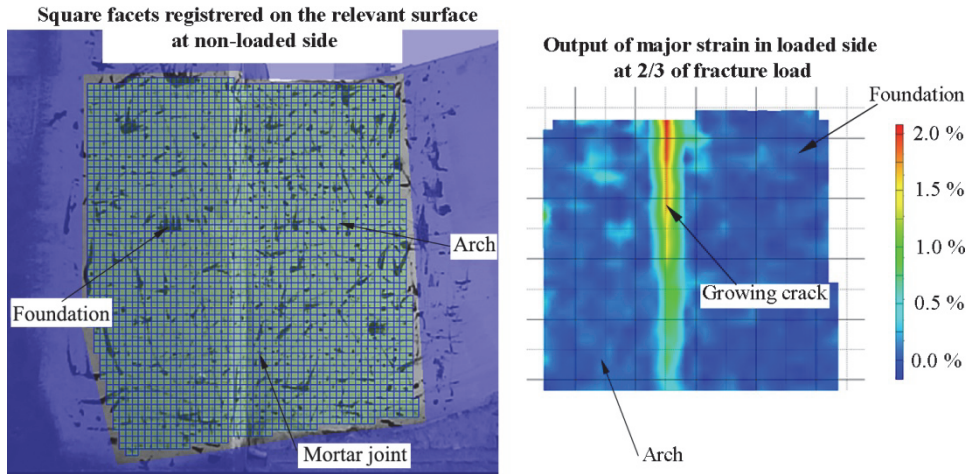 Square facets registrered on the relevant surface
at non-loaded side
Foundation
Arch
Mortar joint
Output of major strain in loaded side
at 2/3 of fracture load
Foundation
Growing crack
Arch
2.0 %
1.5 %
1.0 %
0.5 %
0.0 %